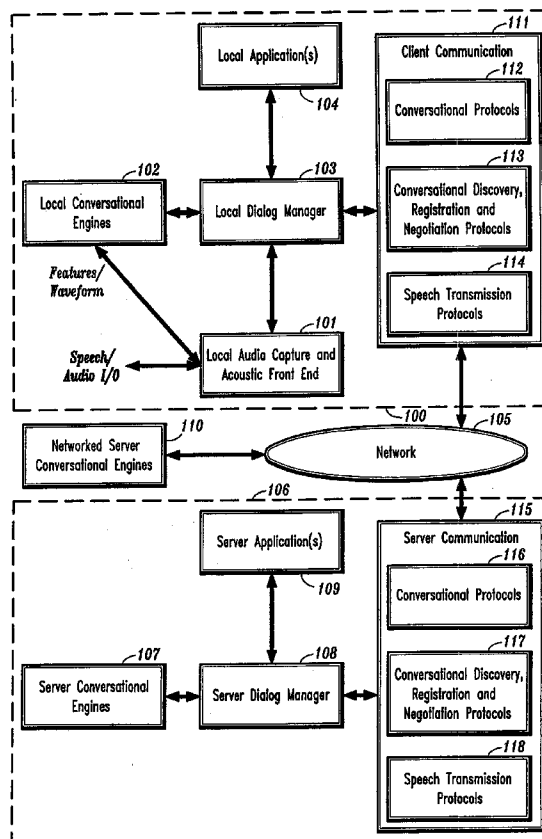 111
Client Communication
Local Application(s)
104
112
Conversational Protocols
102
103
113
Local Conversational
Engines
Local Dialog Manager
Conversational Discovery,
Registration and
Negotiation Protocols
Features/
Waveform
114
Speech Transmission
Protocols
101
Speech/
Audio I/O
Local Audio Capture and
Acoustic Front End
100
105
110
Networked Server
Conversational Engines
Network
106
115
Server Communication
Server Application(s)
109
116
Conversational Protocols
107
108
117
Server Conversational
Engines
Server Dialog Manager
Conversational Discovery,
Registration and
Negotiation Protocols
118
Speech Transmission
Protocols